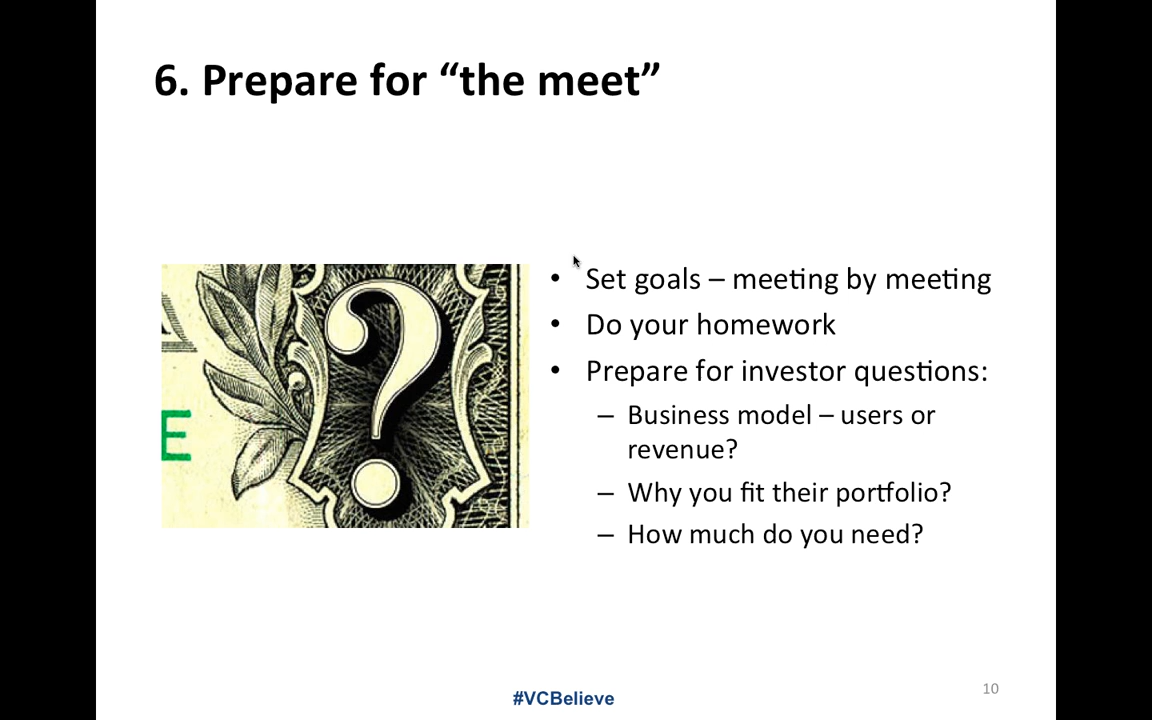 6. Prepare for “the meet”
E
• Set goals – meeting by meeting
• Do your homework
• Prepare for investor questions:
– Business model – users or
revenue?
– Why you fit their portfolio?
– How much do you need?
?
#VCBelieve
10